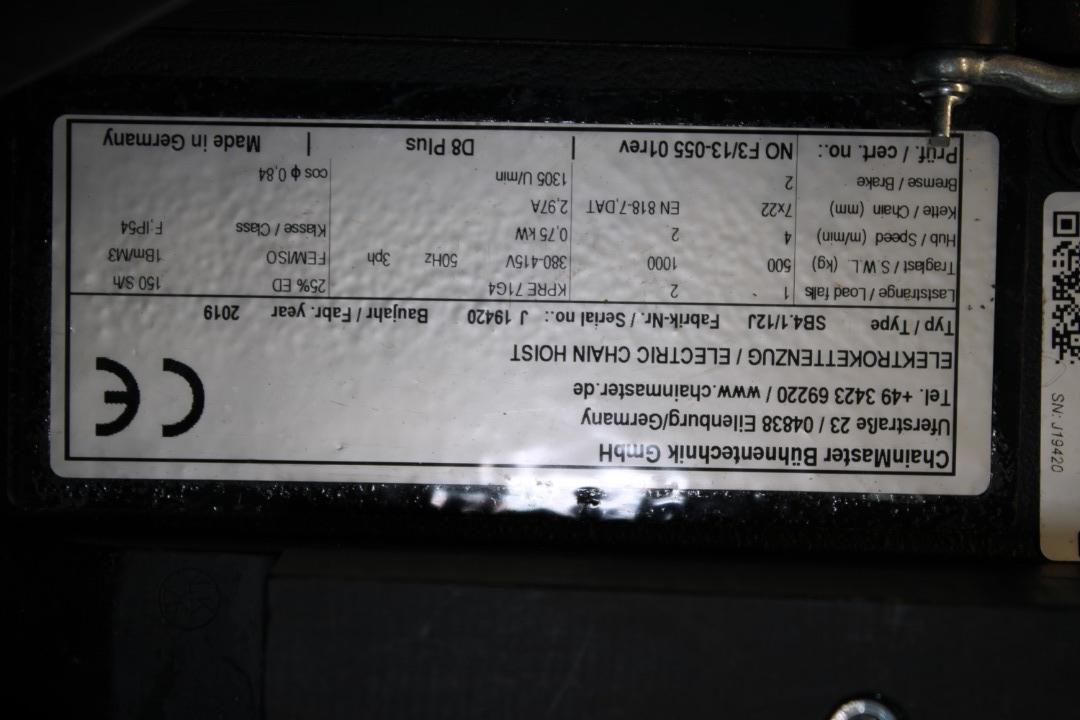 ChainMaster Bühnentechnik GmbH
Uferstraße 23 / 04838 Eilenburg/Germany
Tel. +49 3423 69220 / www.chainmaster.de
CE
ELEKTROKETTENZUG / ELECTRIC CHAIN HOIST
Typ / Type SB4.1/12J Fabrik-Nr. / Serial no.: J 19420 Baujahr / Fabr. year 2019
Laststränge / Load falls 1 2 KPRE 71G4 25% ED 150 S/h
Traglast / S.W.L. (kg) 500 1000 380-415V 50Hz 3ph FEM/ISO 1Bm/M3
Hub / Speed (m/min) 4 2 0,75 kW Klasse / Class F;IP54
Kette / Chain (mm) 7x22 EN 818-7,DAT 2,97A
Bremse / Brake 2 1305 U/min cos ϕ 0,84
Prüf. / cert. no.: NO F3/13-055 01rev | D8 Plus | Made in Germany
SN: J19420